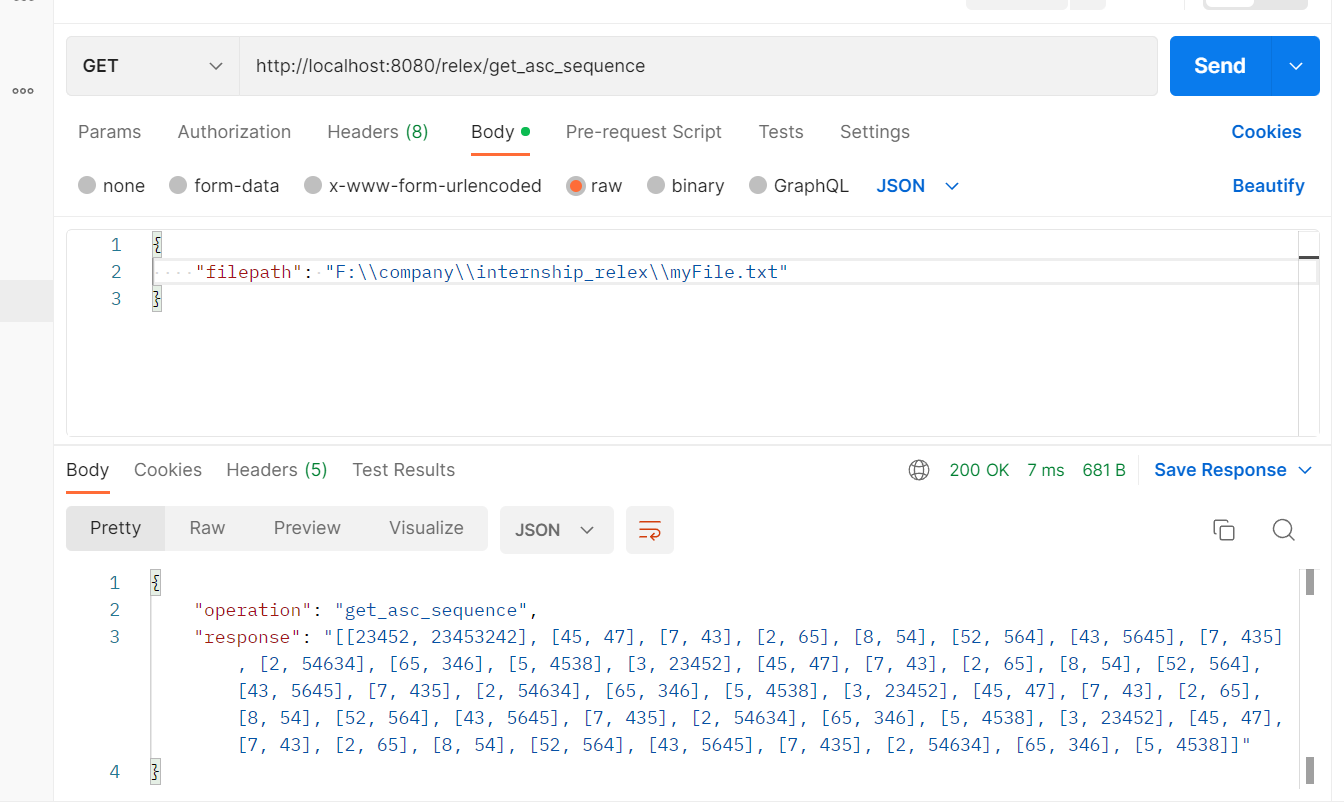 GET http://localhost:8080/relex/get_asc_sequence Send
Params Authorization Headers (8) Body Pre-request Script Tests Settings Cookies
none form-data x-www-form-urlencoded raw binary GraphQL JSON Beautify
1 {
2 "filepath": "F:\\company\\internship_relex\\myFile.txt"
3 }
Body Cookies Headers (5) Test Results 200 OK 7 ms 681 B Save Response
Pretty Raw Preview Visualize JSON
1 {
2 "operation": "get_asc_sequence",
3 "response": "[[23452, 23453242], [45, 47], [7, 43], [2, 65], [8, 54], [52, 564], [43, 5645], [7, 435]
, [2, 54634], [65, 346], [5, 4538], [3, 23452], [45, 47], [7, 43], [2, 65], [8, 54], [52, 564],
[43, 5645], [7, 435], [2, 54634], [65, 346], [5, 4538], [3, 23452], [45, 47], [7, 43], [2, 65],
[8, 54], [52, 564], [43, 5645], [7, 435], [2, 54634], [65, 346], [5, 4538], [3, 23452], [45, 47],
[7, 43], [2, 65], [8, 54], [52, 564], [43, 5645], [7, 435], [2, 54634], [65, 346], [5, 4538]]"
4 }